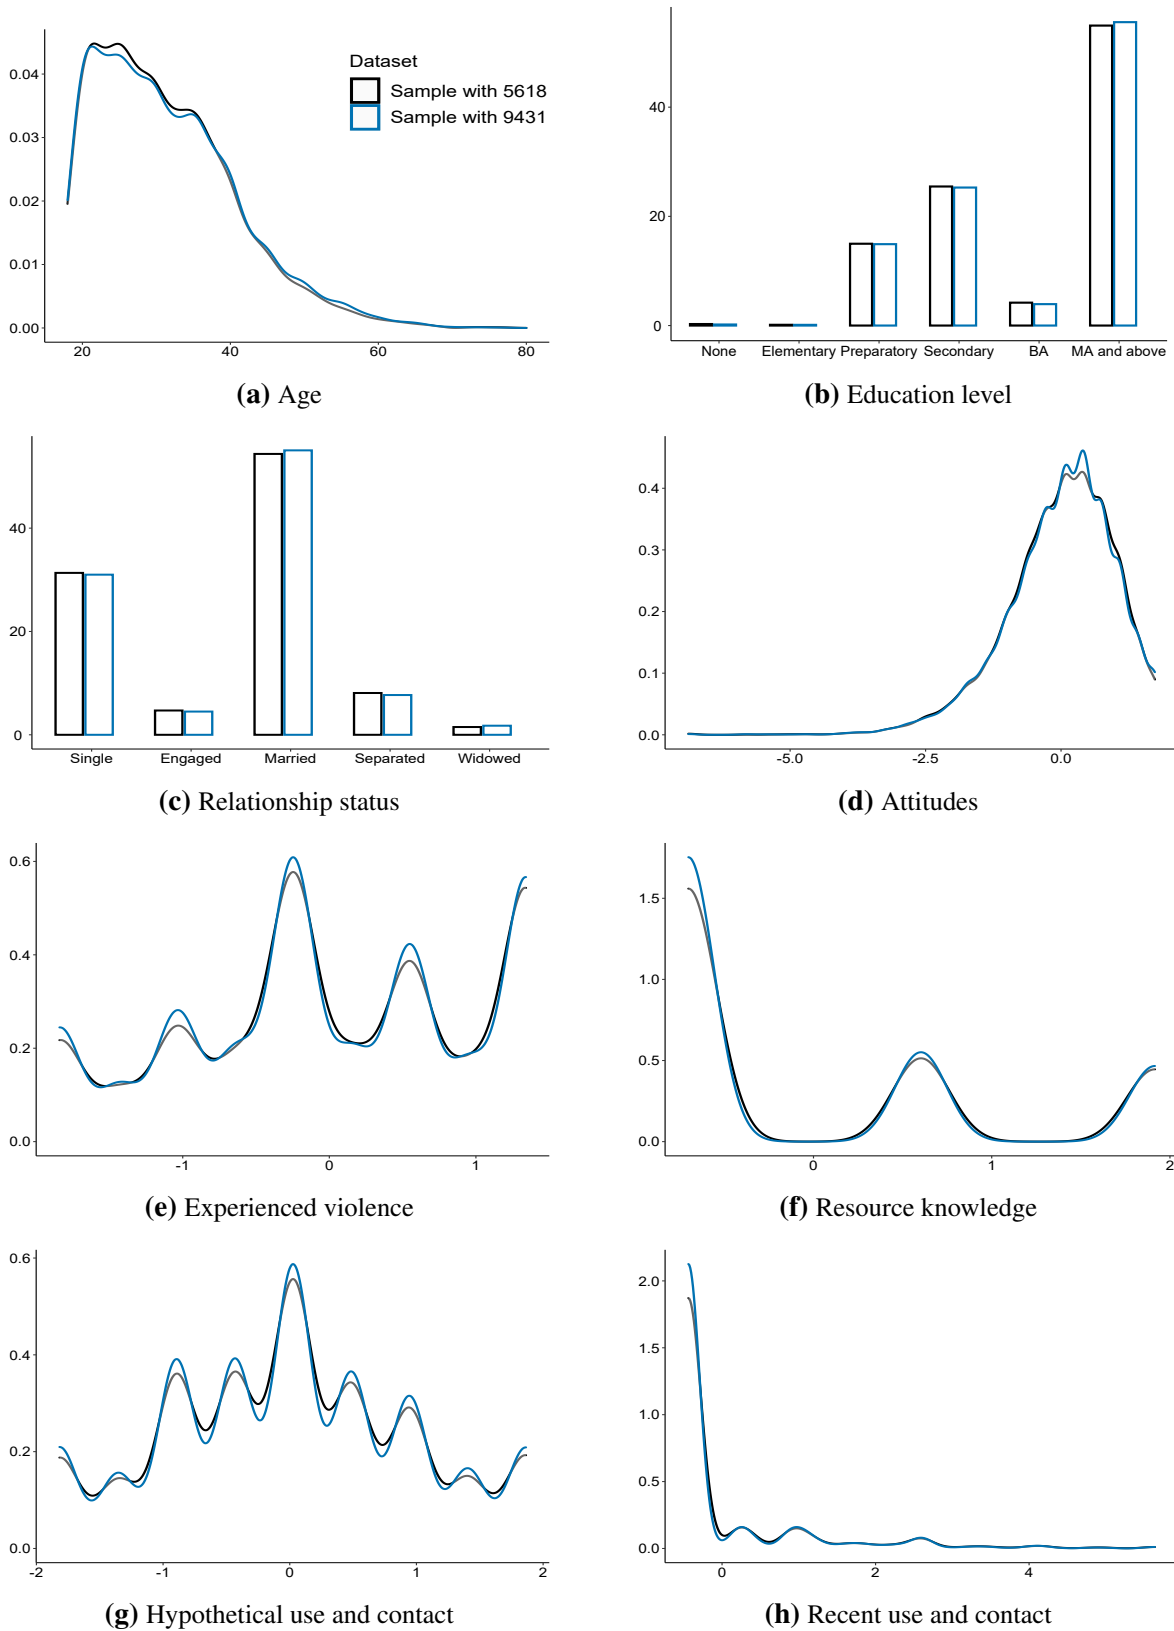 0.04
0.03
0.02
0.01
0.00
20 40 60 80
Dataset
Sample with 5618
Sample with 9431
(a) Age
40
20
0
None Elementary Preparatory Secondary BA MA and above
(b) Education level
40
20
0
Single Engaged Married Separated Widowed
(c) Relationship status
0.4
0.3
0.2
0.1
0.0
-5.0 -2.5 0.0
(d) Attitudes
0.6
0.4
0.2
0.0
-1 0 1
(e) Experienced violence
1.5
1.0
0.5
0.0
0 1 2
(f) Resource knowledge
0.6
0.4
0.2
0.0
-2 -1 0 1 2
(g) Hypothetical use and contact
2.0
1.5
1.0
0.5
0.0
0 2 4
(h) Recent use and contact